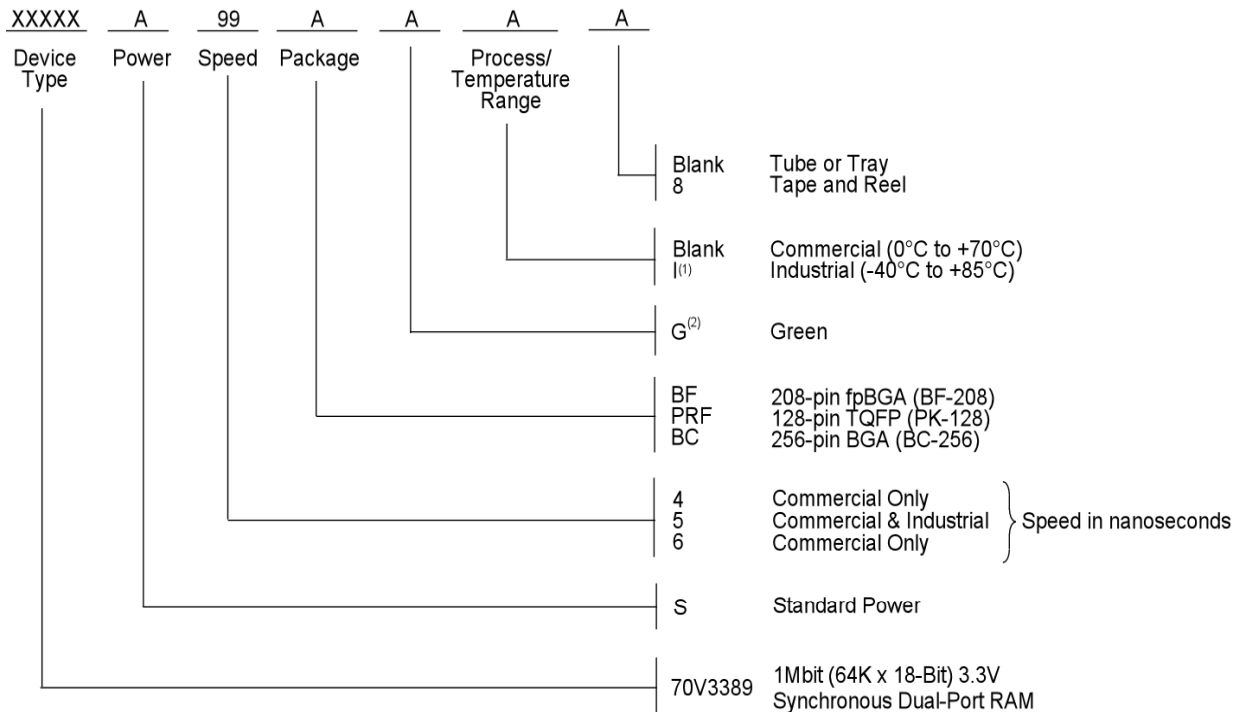 XXXXX A 99 A A A A
Device Type Power Speed Package Process/ Temperature Range
Blank Tube or Tray
8 Tape and Reel
Blank Commercial (0°C to +70°C)
I(1) Industrial (-40°C to +85°C)
G(2) Green
BF 208-pin fpBGA (BF-208)
PRF 128-pin TQFP (PK-128)
BC 256-pin BGA (BC-256)
4 Commercial Only
5 Commercial & Industrial Speed in nanoseconds
6 Commercial Only
S Standard Power
70V3389 1Mbit (64K x 18-Bit) 3.3V
Synchronous Dual-Port RAM